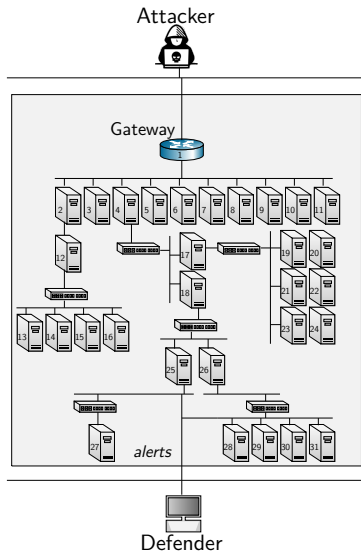 Attacker
Gateway
1
2 3 4 5 6 7 8 9 10 11
12 17 19 20
18 21 22
13 14 15 16 23 24
25 26
27 alerts 28 29 30 31
Defender